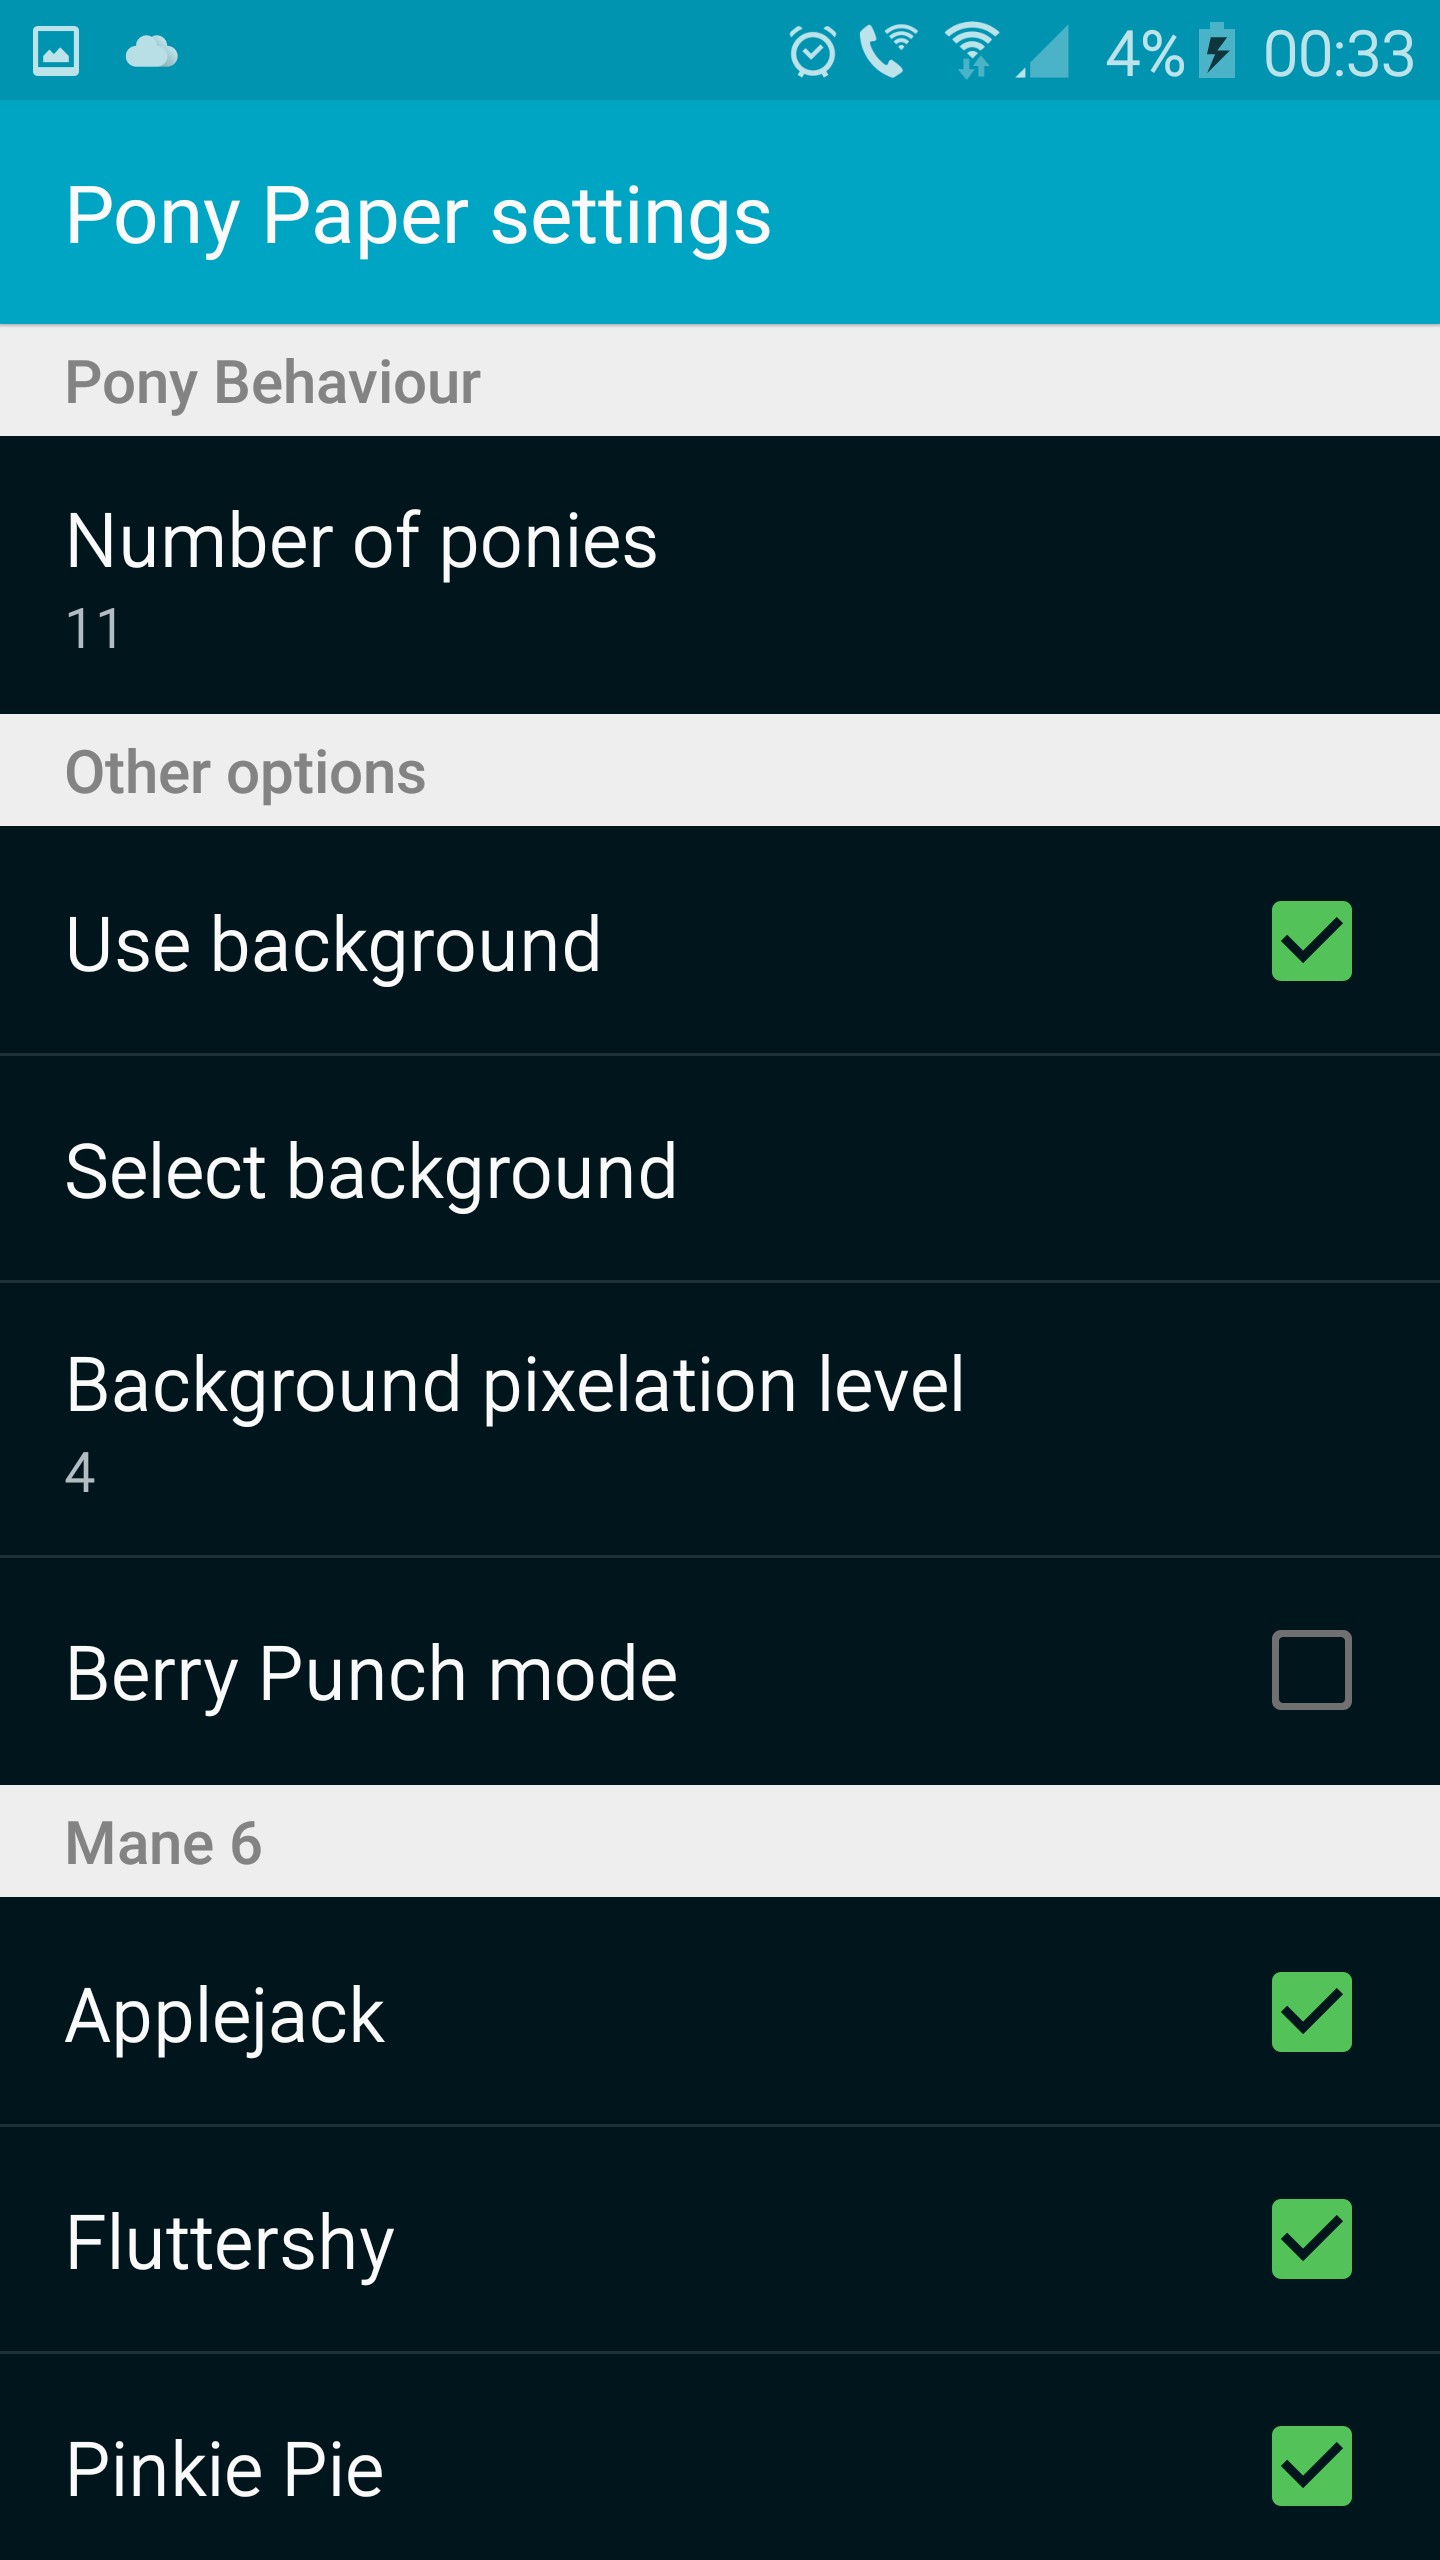 4% 00:33
Pony Paper settings
Pony Behaviour
Number of ponies
11
Other options
Use background
Select background
Background pixelation level
4
Berry Punch mode
Mane 6
Applejack
Fluttershy
Pinkie Pie